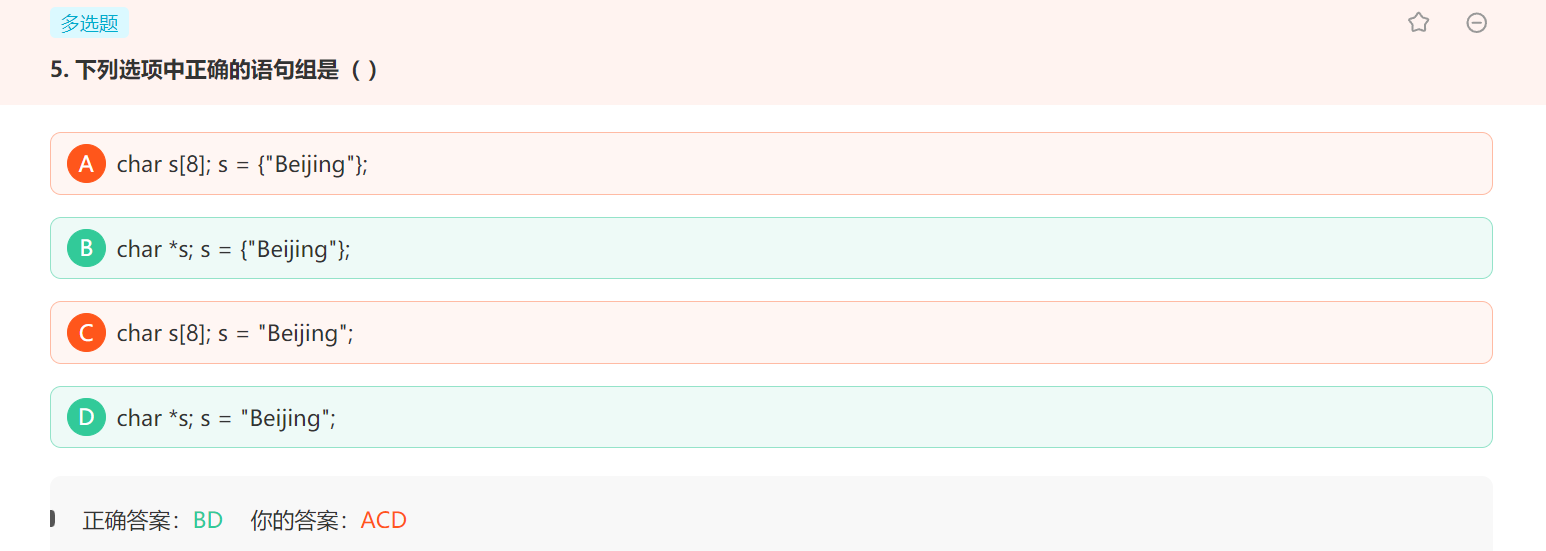 多选题
5. 下列选项中正确的语句组是（ ）
A char s[8]; s = {"Beijing"};
B char *s; s = {"Beijing"};
C char s[8]; s = "Beijing";
D char *s; s = "Beijing";
正确答案：BD 你的答案：ACD